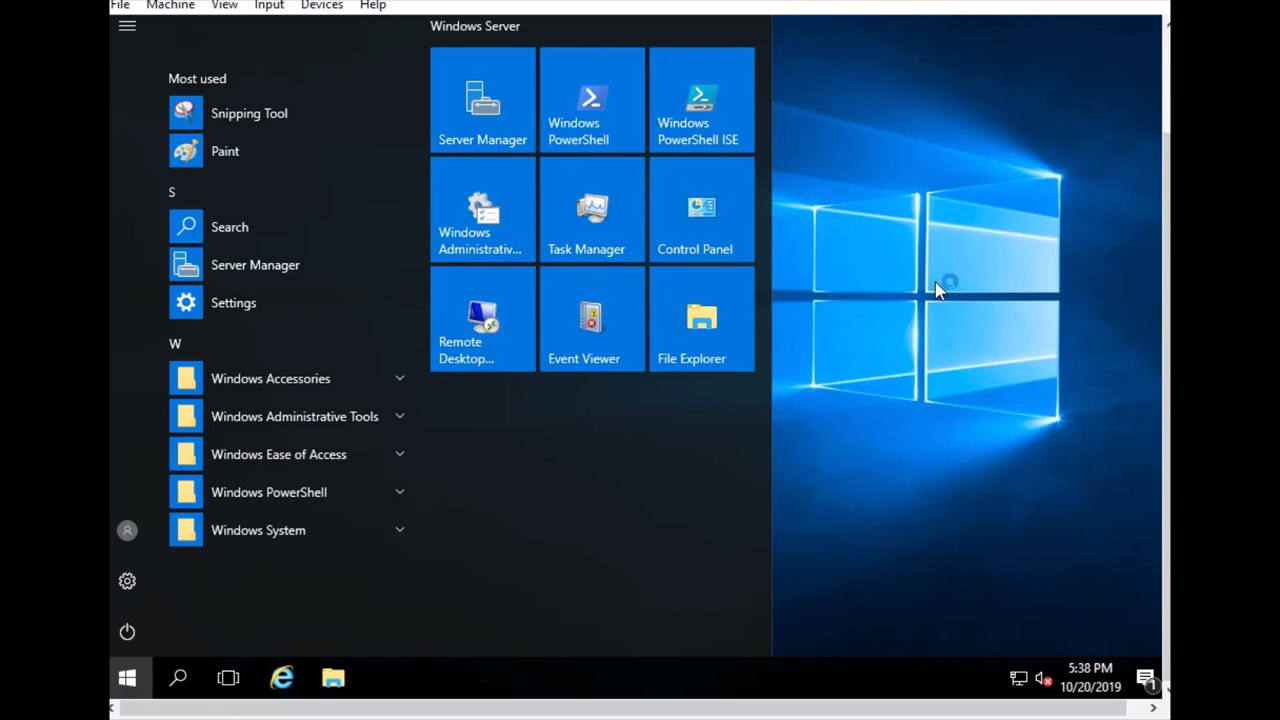 File Machine View Input Devices Help
Windows Server
Most used
Snipping Tool
Paint
S
Search
Server Manager
Settings
W
Windows Accessories
Windows Administrative Tools
Windows Ease of Access
Windows PowerShell
Windows System
Server Manager
Windows
PowerShell
Windows
PowerShell ISE
Windows
Administrativ...
Task Manager
Control Panel
Remote
Desktop...
Event Viewer
File Explorer
5:38 PM
10/20/2019
1